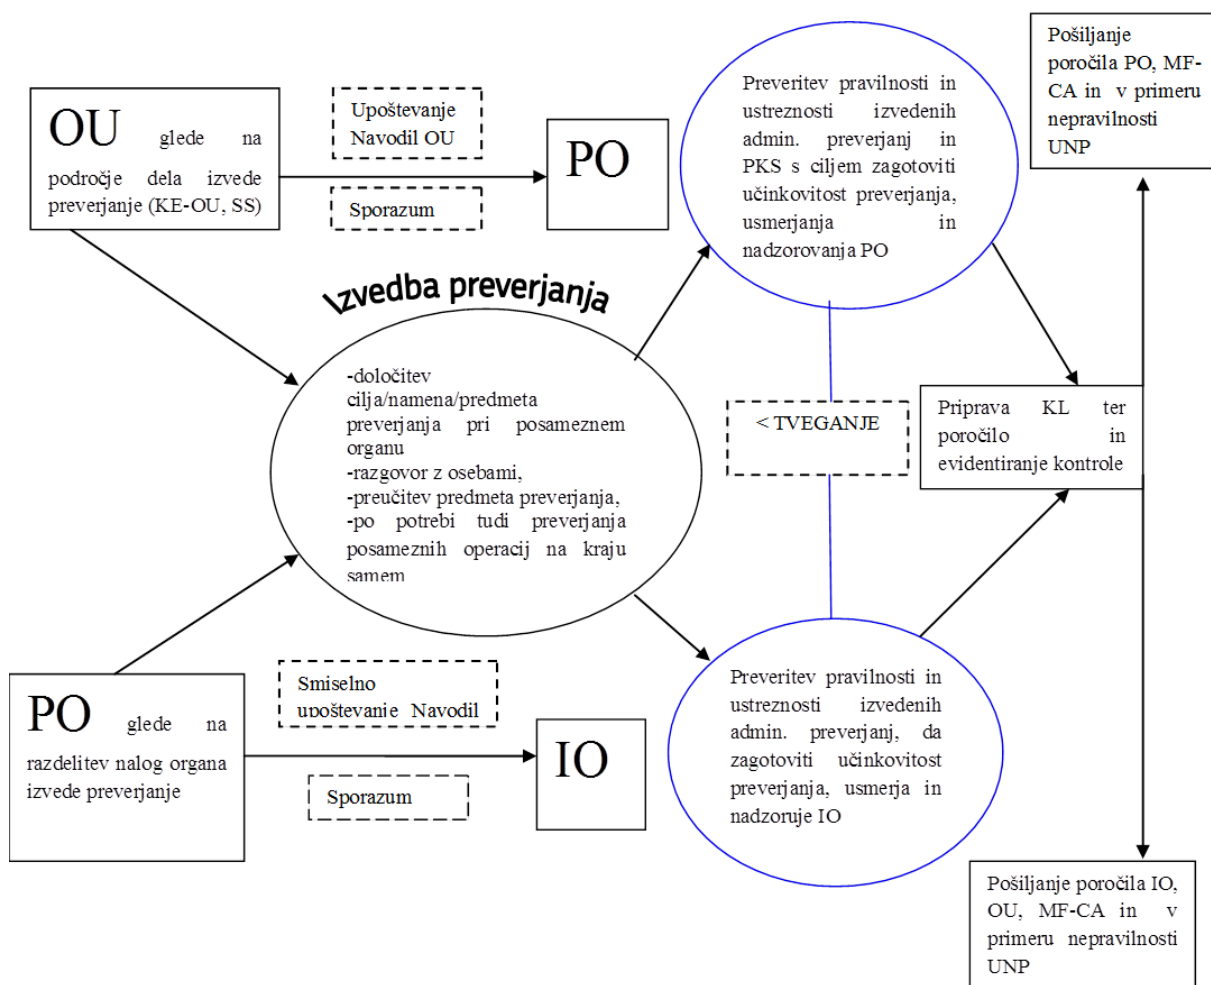 OU glede na
področje dela izvede
preverjanje (KE-OU, SS)
Upoštevanje
Navodil OU
Sporazum
PO
Preveritev pravilnosti in
ustreznosti izvedenih
admin. preverjanj in
PKS s ciljem zagotoviti
učinkovitost preverjanja,
usmerjanja in
nadzorovanja PO
Pošiljanje
poročila PO, MF-
CA in v primeru
nepravilnosti
UNP
Izvedba preverjanja
-določitev
cilja/namena/predmeta
preverjanja pri posameznem
organu
-razgovor z osebami,
-preučitev predmeta preverjanja,
-po potrebi tudi preverjanja
posameznih operacij na kraju
samem
< TVEGANJE
Priprava KL ter
poročilo in
evidentiranje kontrole
PO glede na
razdelitev nalog organa
izvede preverjanje
Smiselno
upoštevanje Navodil
Sporazum
IO
Preveritev pravilnosti in
ustreznosti izvedenih
admin. preverjanj, da
zagotoviti učinkovitost
preverjanja, usmerja in
nadzoruje IO
Pošiljanje poročila IO,
OU, MF-CA in v
primeru nepravilnosti
UNP